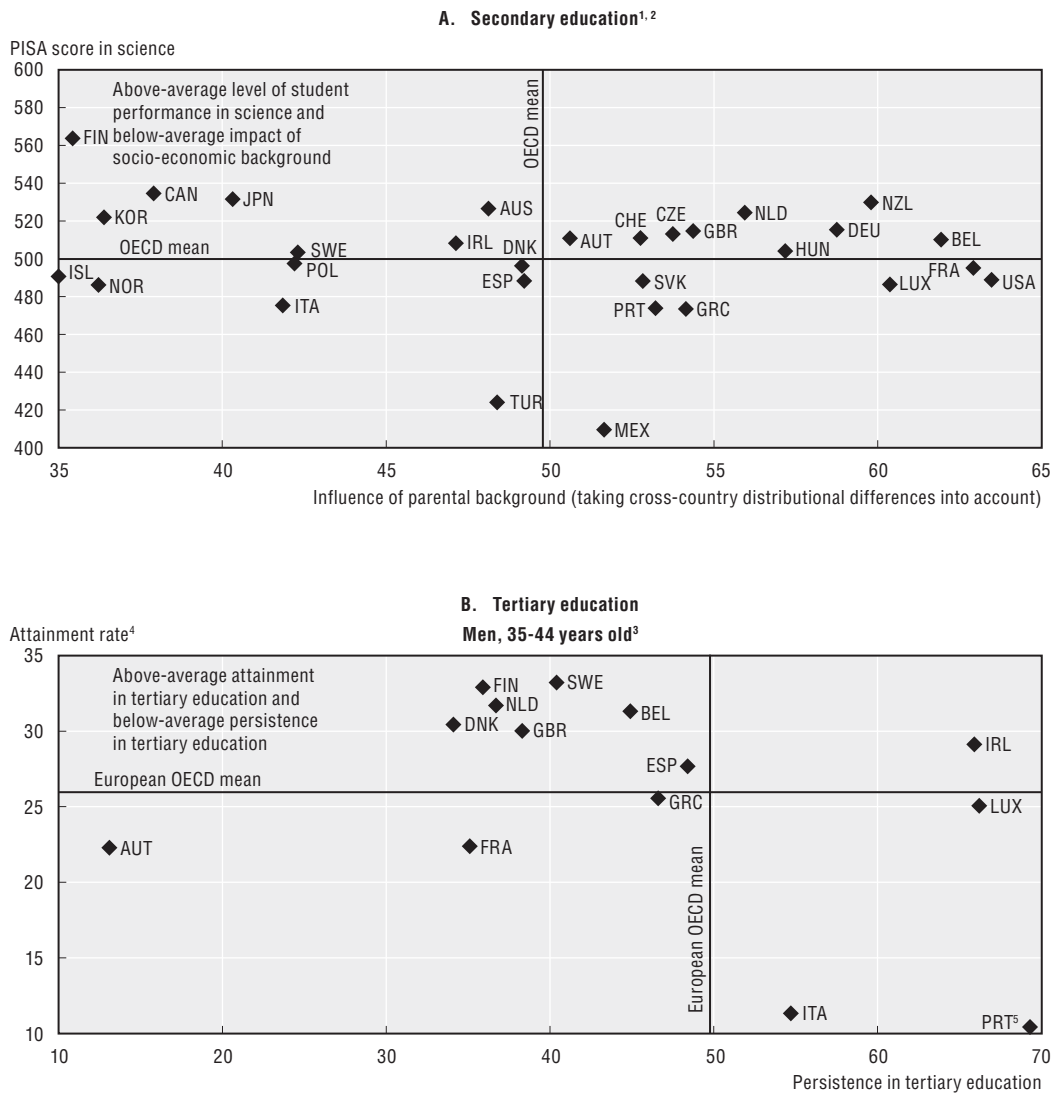 A. Secondary education¹,²
PISA score in science
600
Above-average level of student
performance in science and
below-average impact of
socio-economic background
OECD mean
580
560
FIN
540
CAN
JPN
NZL
520
KOR
AUS
CHE
CZE
GBR
NLD
DEU
OECD mean
SWE
IRL
DNK
AUT
HUN
BEL
500
ISL
POL
ESP
SVK
FRA
LUX
USA
480
NOR
ITA
PRT
GRC
460
440
420
TUR
MEX
400
35 40 45 50 55 60 65
Influence of parental background (taking cross-country distributional differences into account)
B. Tertiary education
Attainment rate⁴
Men, 35-44 years old³
35
Above-average attainment
in tertiary education and
below-average persistence
in tertiary education
FIN
SWE
NLD
BEL
30
DNK
GBR
IRL
ESP
European OECD mean
GRC
LUX
25
AUT
FRA
European OECD mean
20
15
ITA
PRT⁵
10
10 20 30 40 50 60 70
Persistence in tertiary education